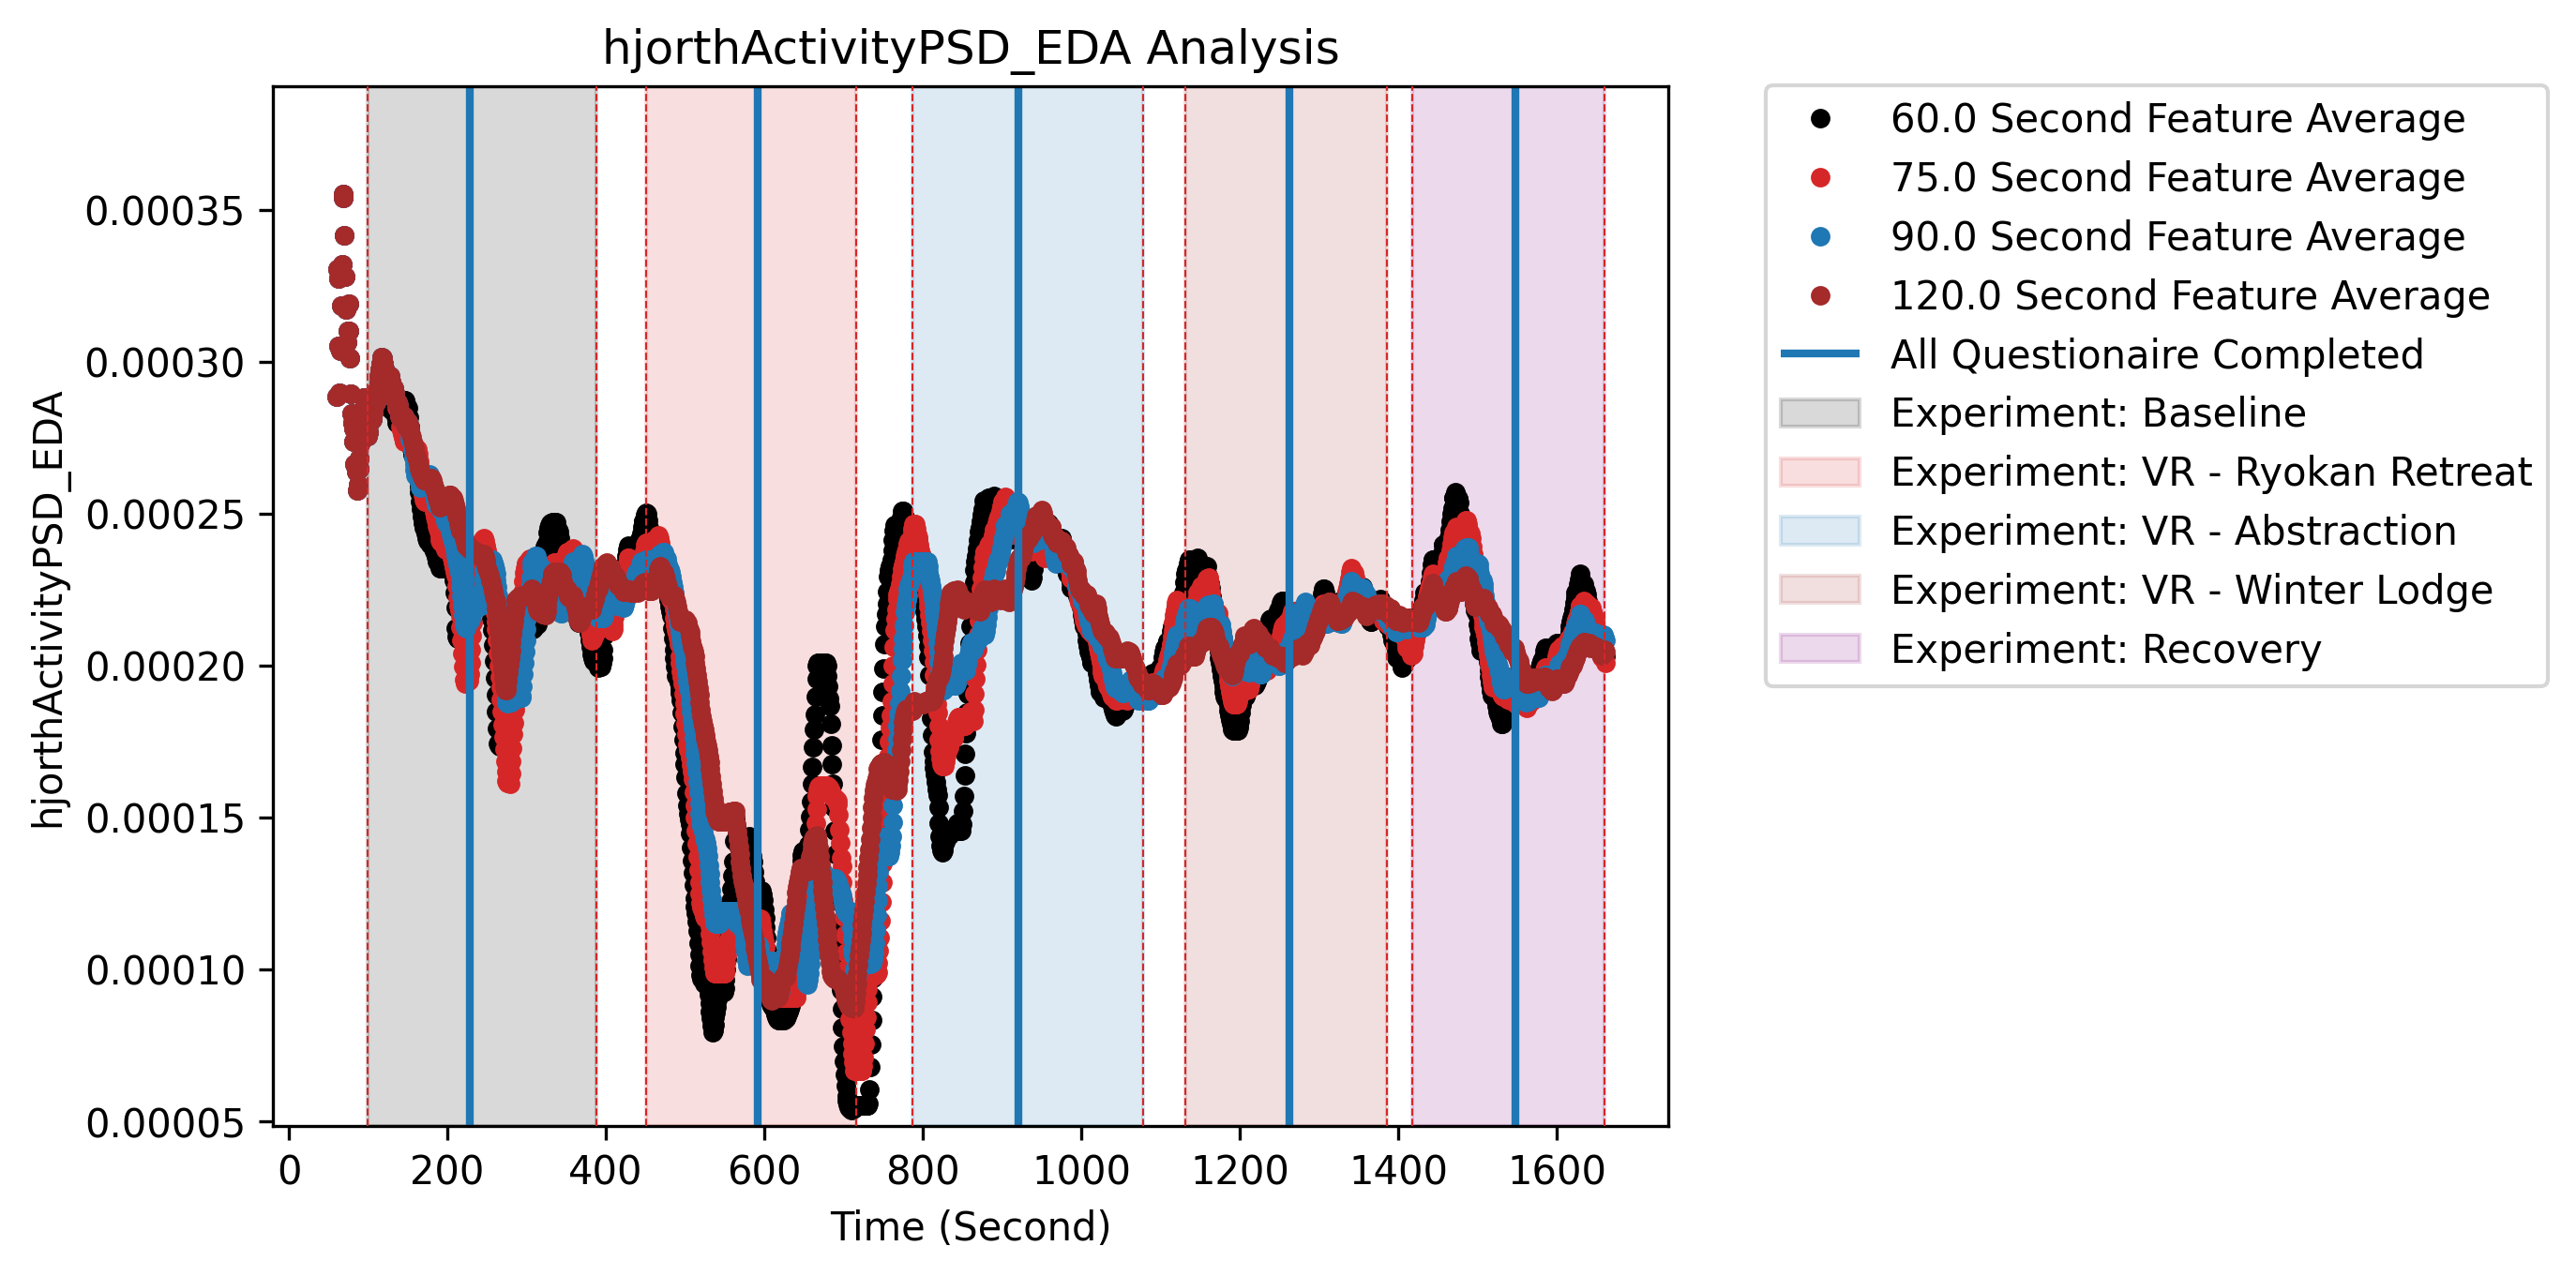 hjorthActivityPSD_EDA Analysis
hjorthActivityPSD_EDA
0.00035
0.00030
0.00025
0.00020
0.00015
0.00010
0.00005
0 200 400 600 800 1000 1200 1400 1600
Time (Second)
60.0 Second Feature Average
75.0 Second Feature Average
90.0 Second Feature Average
120.0 Second Feature Average
All Questionaire Completed
Experiment: Baseline
Experiment: VR - Ryokan Retreat
Experiment: VR - Abstraction
Experiment: VR - Winter Lodge
Experiment: Recovery